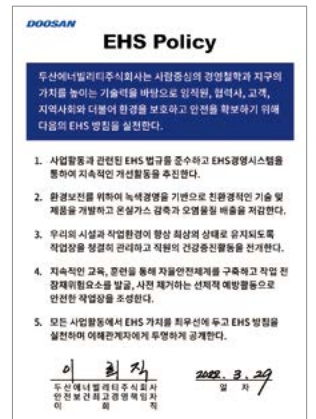 DOOSAN
EHS Policy
두산에너빌리티주식회사는 사람중심의 경영철학과 지구의
가치를 높이는 기술력을 바탕으로 임직원, 협력사, 고객,
지역사회와 더불어 환경을 보호하고 안전을 확보하기 위해
다음의 EHS 방침을 실천한다.
1. 사업활동과 관련된 EHS 법규를 준수하고 EHS경영시스템을
통하여 지속적인 개선활동을 추진한다.
2. 환경보전를 위하여 녹색경영을 기반으로 친환경적인 기술 및
제품을 개발하고 온실가스 감축과 오염물질 배출을 저감한다.
3. 우리의 시설과 작업환경이 항상 최상의 상태로 유지되도록
작업장을 청결히 관리하고 직원의 건강증진활동을 전개한다.
4. 지속적인 교육, 훈련을 통해 자율안전체계를 구축하고 작업 전
잠재위험요소를 발굴, 사전 제거하는 선제적 예방활동으로
안전한 작업장을 조성한다.
5. 모든 사업활동에서 EHS 가치를 최우선에 두고 EHS 방침을
실천하며 이해관계자에게 투명하게 공개한다.
이 희 직 2022. 3. 29
두산에너빌리티주식회사 일 자
안전보건최고경영책임자
이 희 직